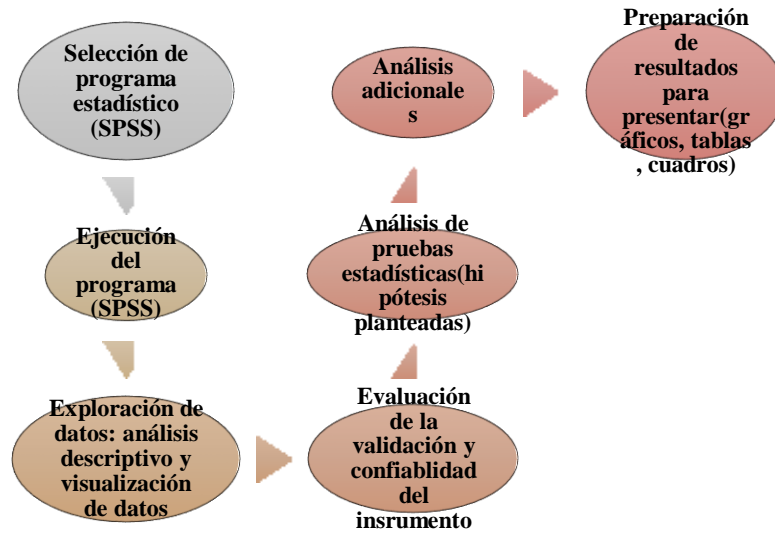 Selección de
programa
estadístico
(SPSS)
Ejecución
del
programa
(SPSS)
Exploración de
datos: análisis
descriptivo y
visualización
de datos
Evaluación
de la
validación y
confiablidad
del
insrumento
Análisis de
pruebas
estadísticas(hi
pótesis
planteadas)
Análisis
adicionale
s
Preparación
de
resultados
para
presentar(gr
áficos, tablas
, cuadros)